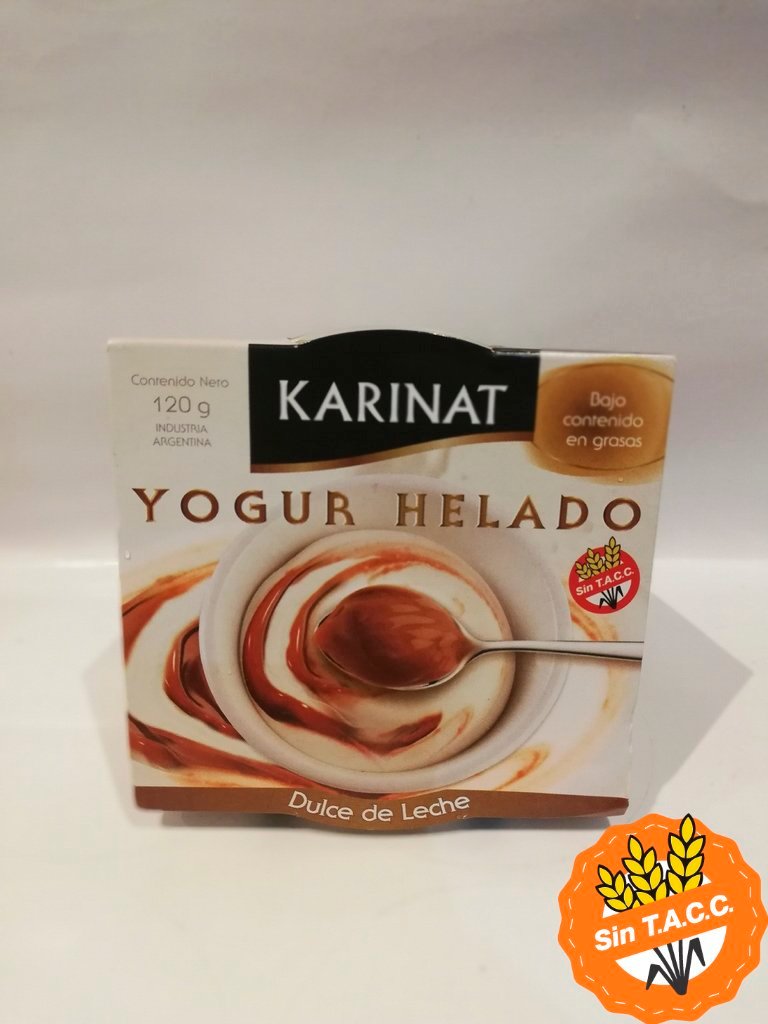 Contenido Neto
120 g
INDUSTRIA
ARGENTINA
KARINAT
Bajo
contenido
en grasas
YOGUR HELADO
Sin T.A.C.C.
Dulce de Leche
Sin T.A.C.C.